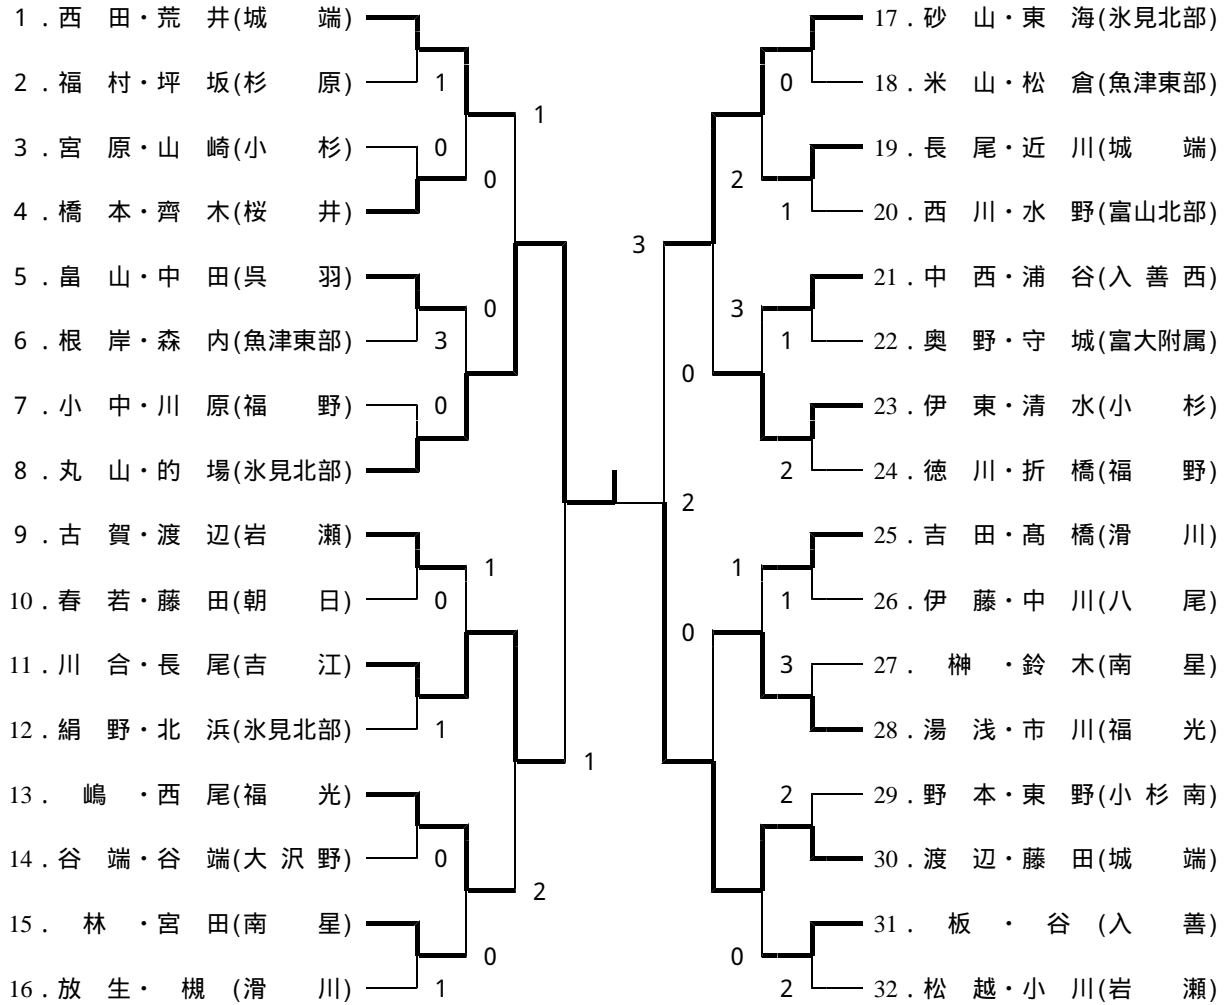 1．西　田・荒　井(城　　端)
2．福　村・坪　坂(杉　　原)
1
1
3．宮　原・山　崎(小　　杉)
0
0
4．橋　本・齊　木(桜　　井)
5．畠　山・中　田(呉　　羽)
0
6．根　岸・森　内(魚津東部)
3
7．小　中・川　原(福　　野)
0
8．丸　山・的　場(氷見北部)
9．古　賀・渡　辺(岩　　瀬)
1
10．春　若・藤　田(朝　　日)
0
11．川　合・長　尾(吉　　江)
12．絹　野・北　浜(氷見北部)
1
1
13．　嶋　・西　尾(福　　光)
14．谷　端・谷　端(大 沢 野)
0
2
15．　林　・宮　田(南　　星)
0
16．放　生・　槻　(滑　　川)
1
17．砂　山・東　海(氷見北部)
0
18．米　山・松　倉(魚津東部)
19．長　尾・近　川(城　　端)
2
1
20．西　川・水　野(富山北部)
3
21．中　西・浦　谷(入 善 西)
3
1
22．奥　野・守　城(富大附属)
0
23．伊　東・清　水(小　　杉)
2
24．徳　川・折　橋(福　　野)
2
25．吉　田・髙　橋(滑　　川)
1
1
26．伊　藤・中　川(八　　尾)
0
3
27．　榊　・鈴　木(南　　星)
28．湯　浅・市　川(福　　光)
2
29．野　本・東　野(小 杉 南)
30．渡　辺・藤　田(城　　端)
31．　板　・　谷　(入　　善)
0
2
32．松　越・小　川(岩　　瀬)